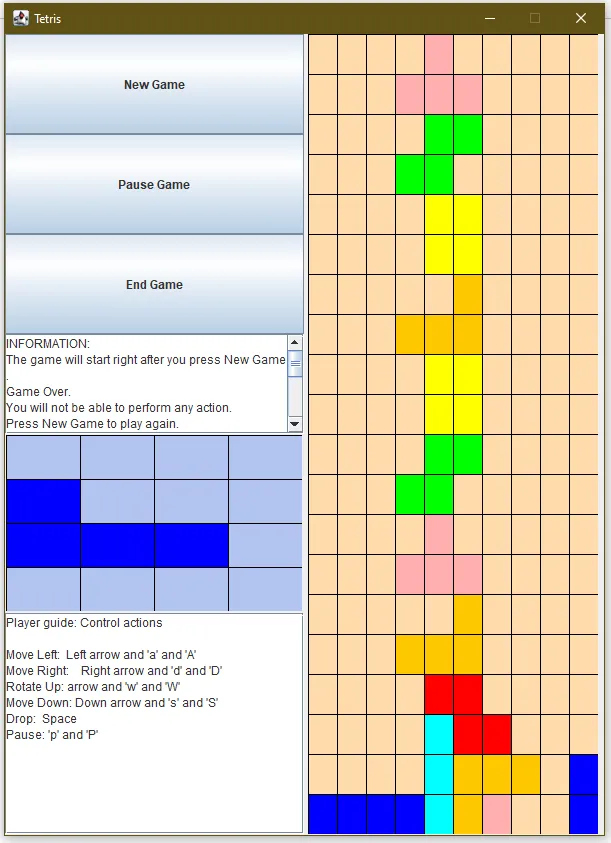 Tetris
New Game
Pause Game
End Game
INFORMATION:
The game will start right after you press New Game
.
Game Over.
You will not be able to perform any action.
Press New Game to play again.
Player guide: Control actions
Move Left:  Left arrow and 'a' and 'A'
Move Right:    Right arrow and 'd' and 'D'
Rotate Up: arrow and 'w' and 'W'
Move Down: Down arrow and 's' and 'S'
Drop:  Space
Pause: 'p' and 'P'